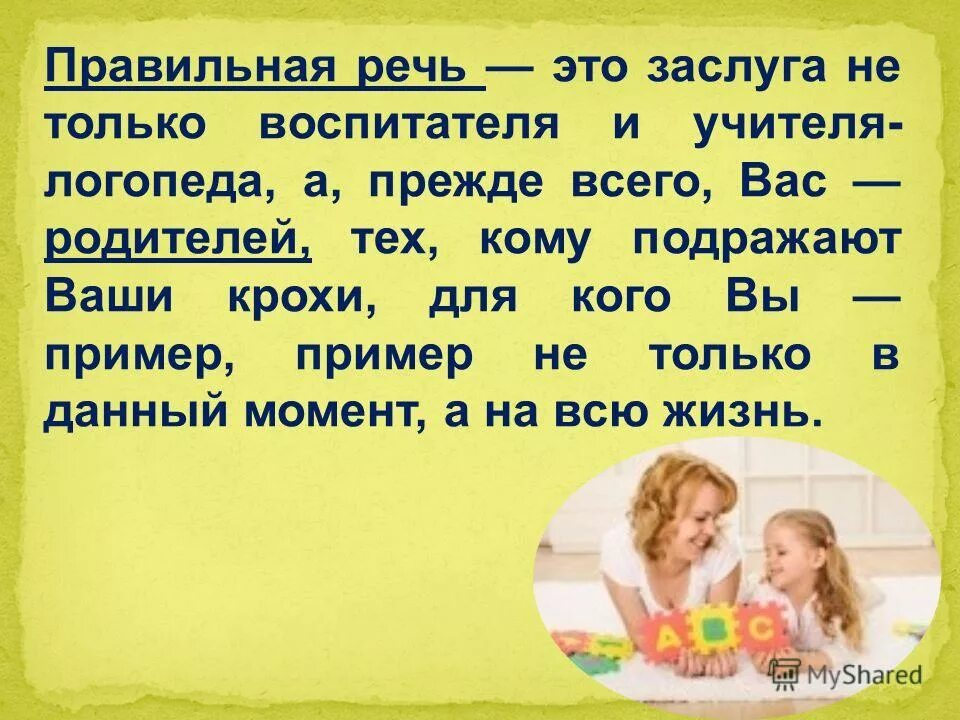 Правильная речь — это заслуга не
только воспитателя и учителя-
логопеда, а, прежде всего, Вас —
родителей, тех, кому подражают
Ваши крохи, для кого Вы —
пример, пример не только в
данный момент, а на всю жизнь.
A B C
MyShared